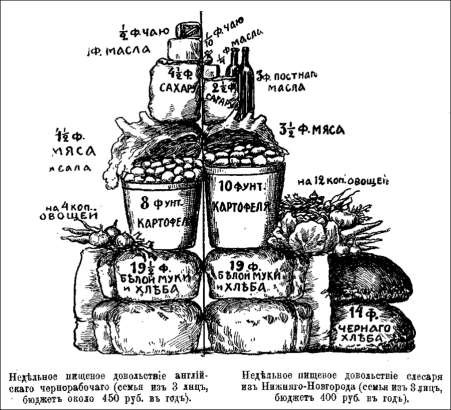 ½ Ф. ЧАЮ
1Ф. МАСЛА
4½ Ф.
САХАРУ
4½ Ф.
МЯСА
и САЛА
8 ФУНТ.
КАРТОФЕЛЯ
на 4 коп.
ОВОЩЕЙ
19½ Ф.
БѢЛОЙ МУКИ
и ХЛѢБА
1/10 Ф. ЧАЮ
¼ Ф МАСЛА
2½ Ф.
САХАРУ
3 Ф. ПОСТНАГ
МАСЛА
3½ Ф. МЯСА
10 ФУНТ.
КАРТОФЕЛЯ
на 12 КОП. ОВОЩЕЙ
19 Ф.
БѢЛОЙ МУКИ
и ХЛѢБА
14 Ф.
ЧЕРНАГО
ХЛѢБА
Недѣльное пищевое довольствіе англій-
скаго чернорабочаго (семья изъ 3 лицъ,
бюджетъ около 450 руб. въ годъ).
Недѣльное пищевое довольствіе слесаря
изъ Нижняго-Новгорода (семья изъ 3 лицъ,
бюджетъ 400 руб. въ годъ).